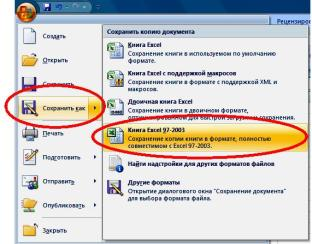 Рецензиров
Создать
Открыть
Сохранить
Сохранить как
Печать
Подготовить
Отправить
Опубликовать
Закрыть
Сохранить копию документа
Книга Excel
Сохранение книги в используемом по умолчанию
формате.
Книга Excel с поддержкой макросов
Сохранение книги в формате с поддержкой XML и
макросов.
Двоичная книга Excel
Сохранение книги в двоичном формате,
оптимизированном для быстрой загрузки и сохранения.
Книга Excel 97-2003
Сохранение копии книги в формате, полностью
совместимом с Excel 97-2003.
Найти надстройки для других форматов файлов
Другие форматы
Открытие диалогового окна "Сохранение документа"
для выбора формата файла.